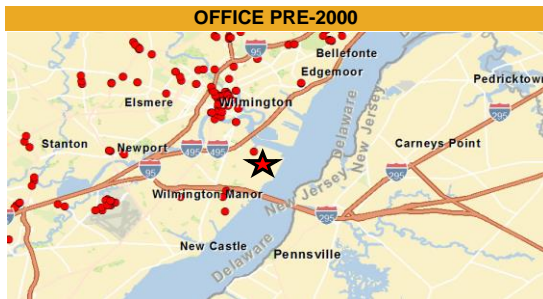 OFFICE PRE-2000
95
Bellefonte
Edgemoor
Pedricktown
Elsmere
Wilmington
Delaware
New Jersey
295
Stanton
Newport
495
495
Carneys Point
95
Wilmington Manor
New Jersey
295
New Castle
Delaware
Pennsville